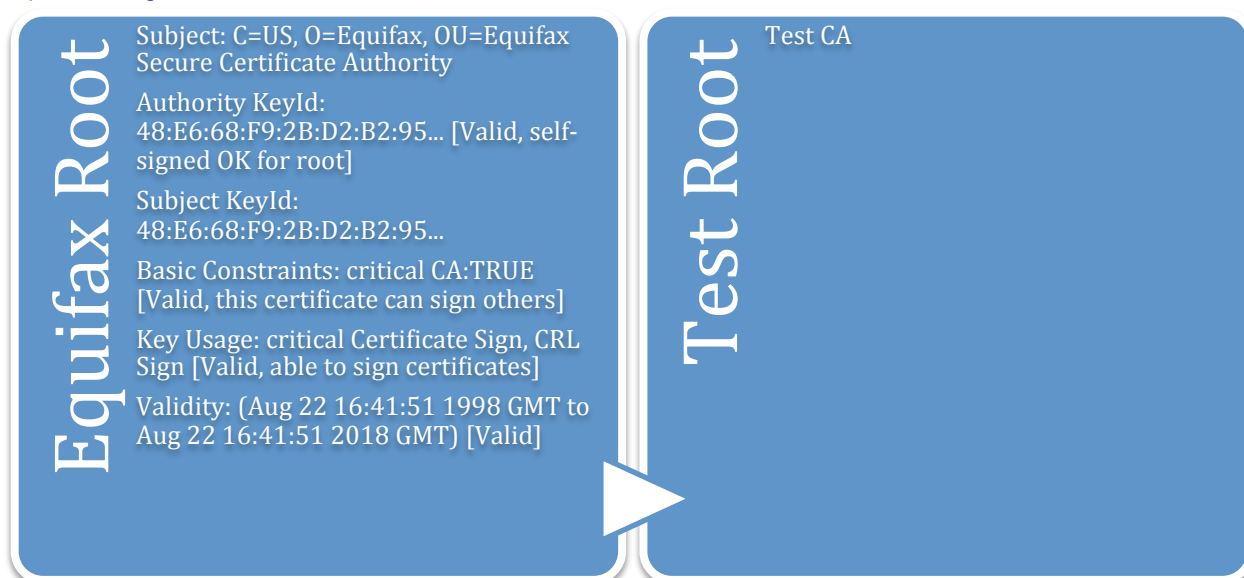 Equifax Root
Subject: C=US, O=Equifax, OU=Equifax
Secure Certificate Authority
Authority KeyId:
48:E6:68:F9:2B:D2:B2:95... [Valid, self-
signed OK for root]
Subject KeyId:
48:E6:68:F9:2B:D2:B2:95...
Basic Constraints: critical CA:TRUE
[Valid, this certificate can sign others]
Key Usage: critical Certificate Sign, CRL
Sign [Valid, able to sign certificates]
Validity: (Aug 22 16:41:51 1998 GMT to
Aug 22 16:41:51 2018 GMT) [Valid]
Test Root
Test CA